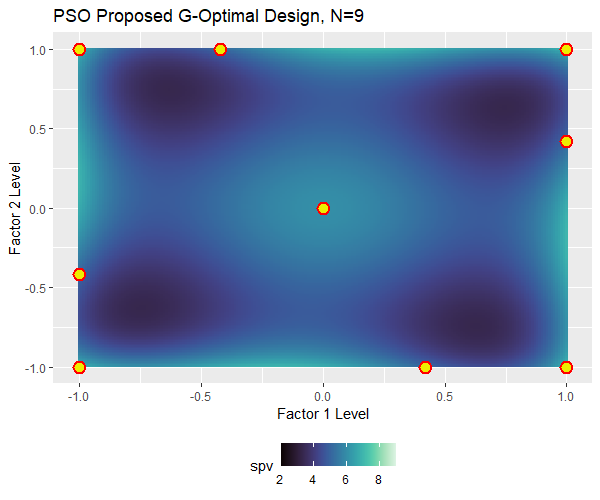 PSO Proposed G-Optimal Design, N=9
1.0
0.5
0.0
-0.5
-1.0
Factor 2 Level
-1.0 -0.5 0.0 0.5 1.0
Factor 1 Level
spv
2 4 6 8